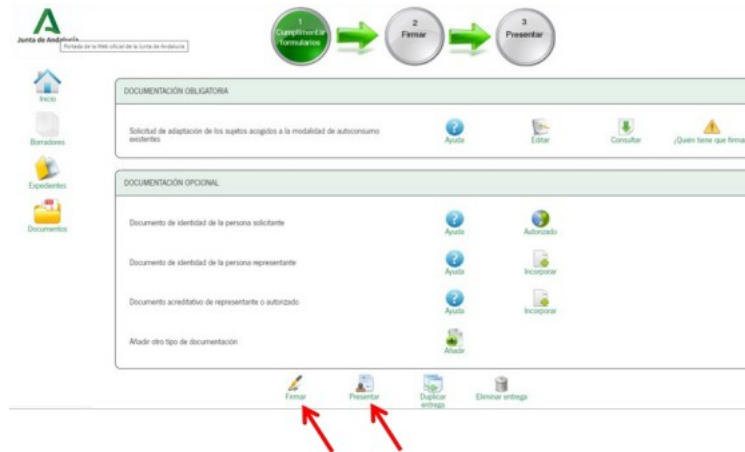 1
Cumplimentar
formularios
2
Firmar
3
Presentar
Junta de Andalucía
Portada de la Web oficial de la Junta de Andalucía
Inicio
Borradores
Expedientes
Documentos
DOCUMENTACIÓN OBLIGATORIA
Solicitud de adaptación de los sujetos acogidos a la modalidad de autoconsumo
existentes
Ayuda
Editar
Consultar
¿Quién tiene que firmar
DOCUMENTACIÓN OPCIONAL
Documento de identidad de la persona solicitante
Ayuda
Autorizado
Documento de identidad de la persona representante
Ayuda
Incorporar
Documento acreditativo de representante o autorizado
Ayuda
Incorporar
Añadir otro tipo de documentación
Añadir
Firmar
Presentar
Duplicar
entrega
Eliminar entrega